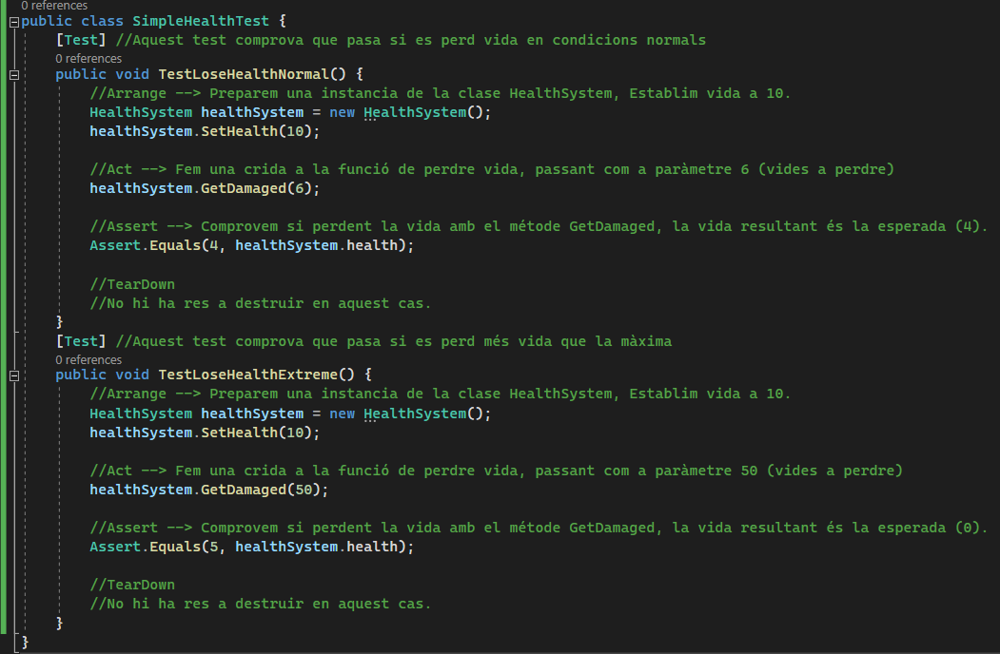 0 references
public class SimpleHealthTest {
[Test] //Aquest test comprova que pasa si es perd vida en condicions normals
0 references
public void TestLoseHealthNormal() {
//Arrange --> Preparem una instancia de la clase HealthSystem, Establim vida a 10.
HealthSystem healthSystem = new HealthSystem();
healthSystem.SetHealth(10);
//Act --> Fem una crida a la funció de perdre vida, passant com a paràmetre 6 (vides a perdre)
healthSystem.GetDamaged(6);
//Assert --> Comprovem si perdent la vida amb el métode GetDamaged, la vida resultant és la esperada (4).
Assert.Equals(4, healthSystem.health);
//TearDown
//No hi ha res a destruir en aquest cas.
}
[Test] //Aquest test comprova que pasa si es perd més vida que la màxima
0 references
public void TestLoseHealthExtreme() {
//Arrange --> Preparem una instancia de la clase HealthSystem, Establim vida a 10.
HealthSystem healthSystem = new HealthSystem();
healthSystem.SetHealth(10);
//Act --> Fem una crida a la funció de perdre vida, passant com a paràmetre 50 (vides a perdre)
healthSystem.GetDamaged(50);
//Assert --> Comprovem si perdent la vida amb el métode GetDamaged, la vida resultant és la esperada (0).
Assert.Equals(5, healthSystem.health);
//TearDown
//No hi ha res a destruir en aquest cas.
}
}